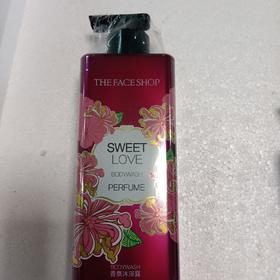 THE FACE SHOP
SWEET
LOVE
BODYWASH
PERFUME
BODYWASH
香氛沐浴露